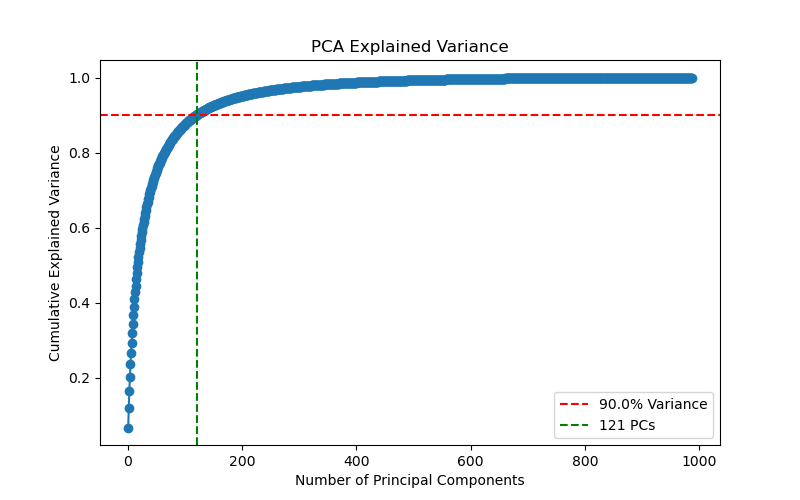 PCA Explained Variance
Cumulative Explained Variance
1.0
0.8
0.6
0.4
0.2
0
200
400
600
800
1000
Number of Principal Components
90.0% Variance
121 PCs